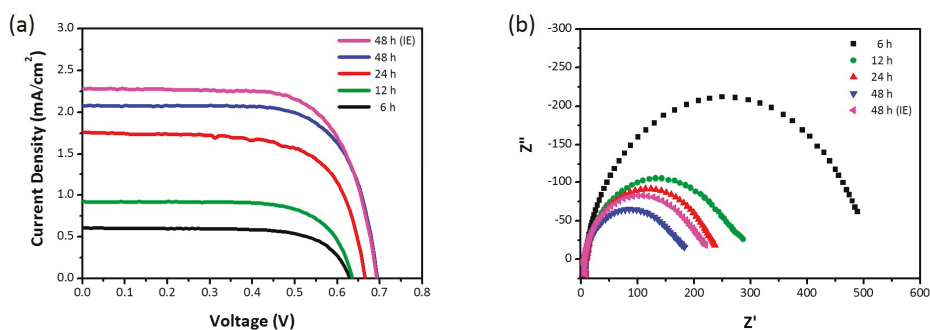 (a)
3.0
2.5
2.0
1.5
1.0
0.5
0.0
Current Density (mA/cm²)
48 h (IE)
48 h
24 h
12 h
6 h
0.0 0.1 0.2 0.3 0.4 0.5 0.6 0.7 0.8
Voltage (V)
(b)
-300
-200
-100
-50
0
Z"
6 h
12 h
24 h
48 h
48 h (IE)
0 100 200 300 400 500 600
Z'